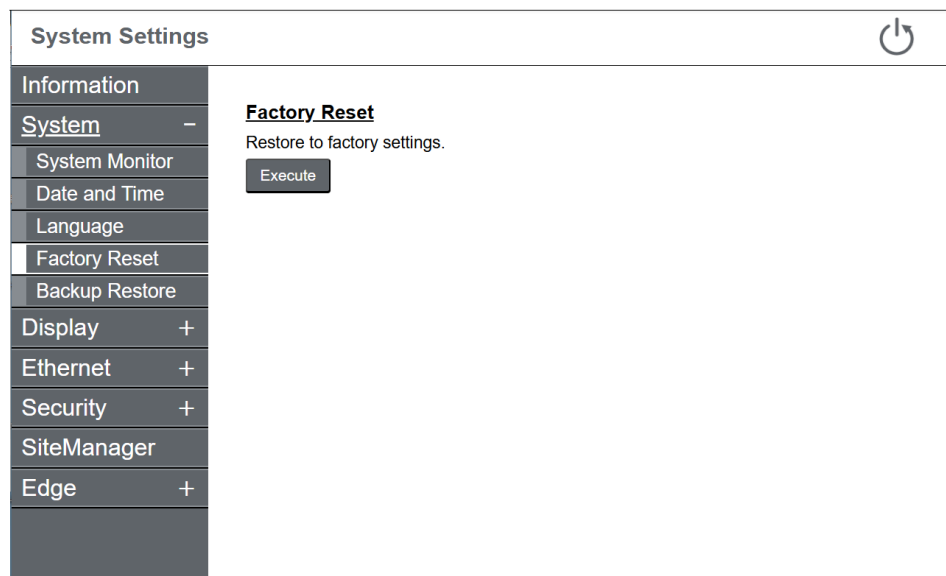 System Settings
Information
System −
System Monitor
Date and Time
Language
Factory Reset
Backup Restore
Display +
Ethernet +
Security +
SiteManager
Edge +
Factory Reset
Restore to factory settings.
Execute